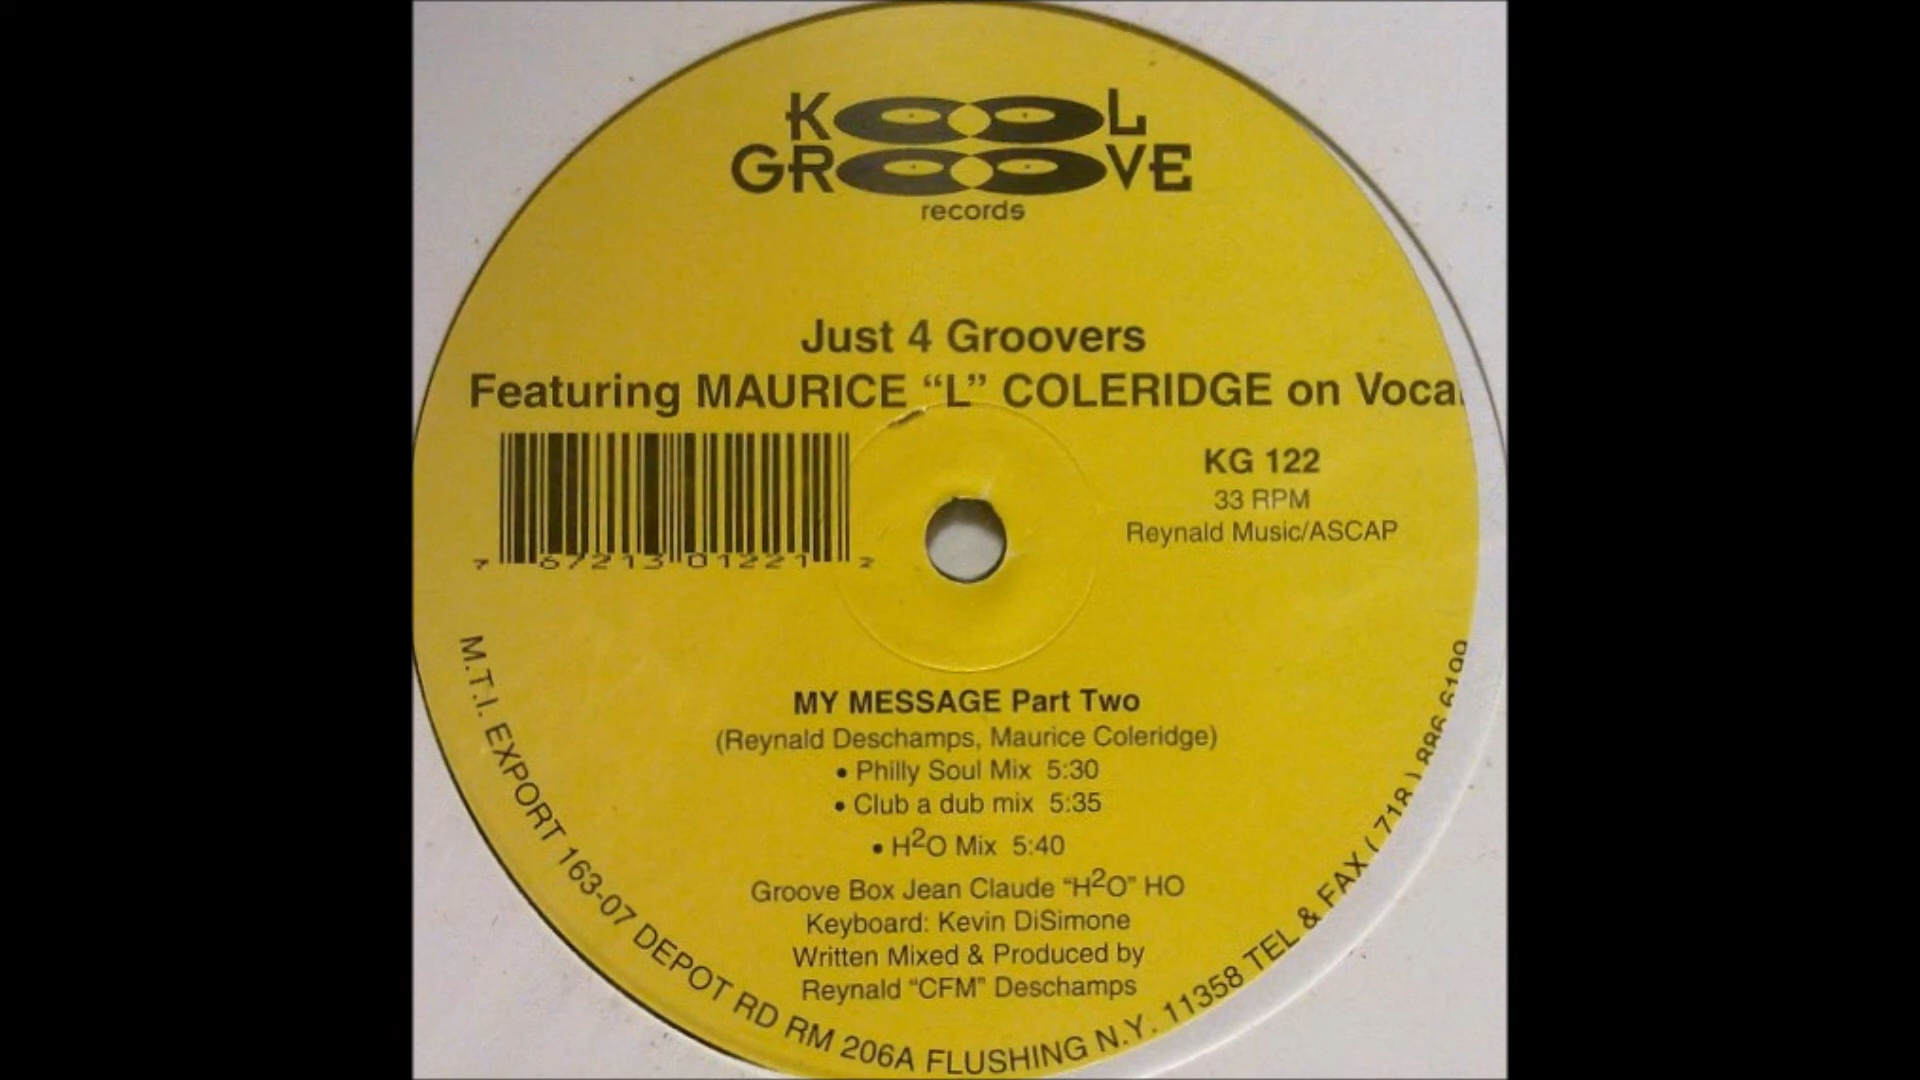 KOOL
GROOVE
records
Just 4 Groovers
Featuring MAURICE “L” COLERIDGE on Voca
KG 122
33 RPM
Reynald Music/ASCAP
7 67213 01221 2
MY MESSAGE Part Two
(Reynald Deschamps, Maurice Coleridge)
• Philly Soul Mix 5:30
• Club a dub mix 5:35
• H²O Mix 5:40
Groove Box Jean Claude “H²O” HO
Keyboard: Kevin DiSimone
Written Mixed & Produced by
Reynald “CFM” Deschamps
M.T.I. EXPORT 163-07 DEPOT RD RM 206A FLUSHING N.Y. 11358 TEL & FAX ( 718 ) 886